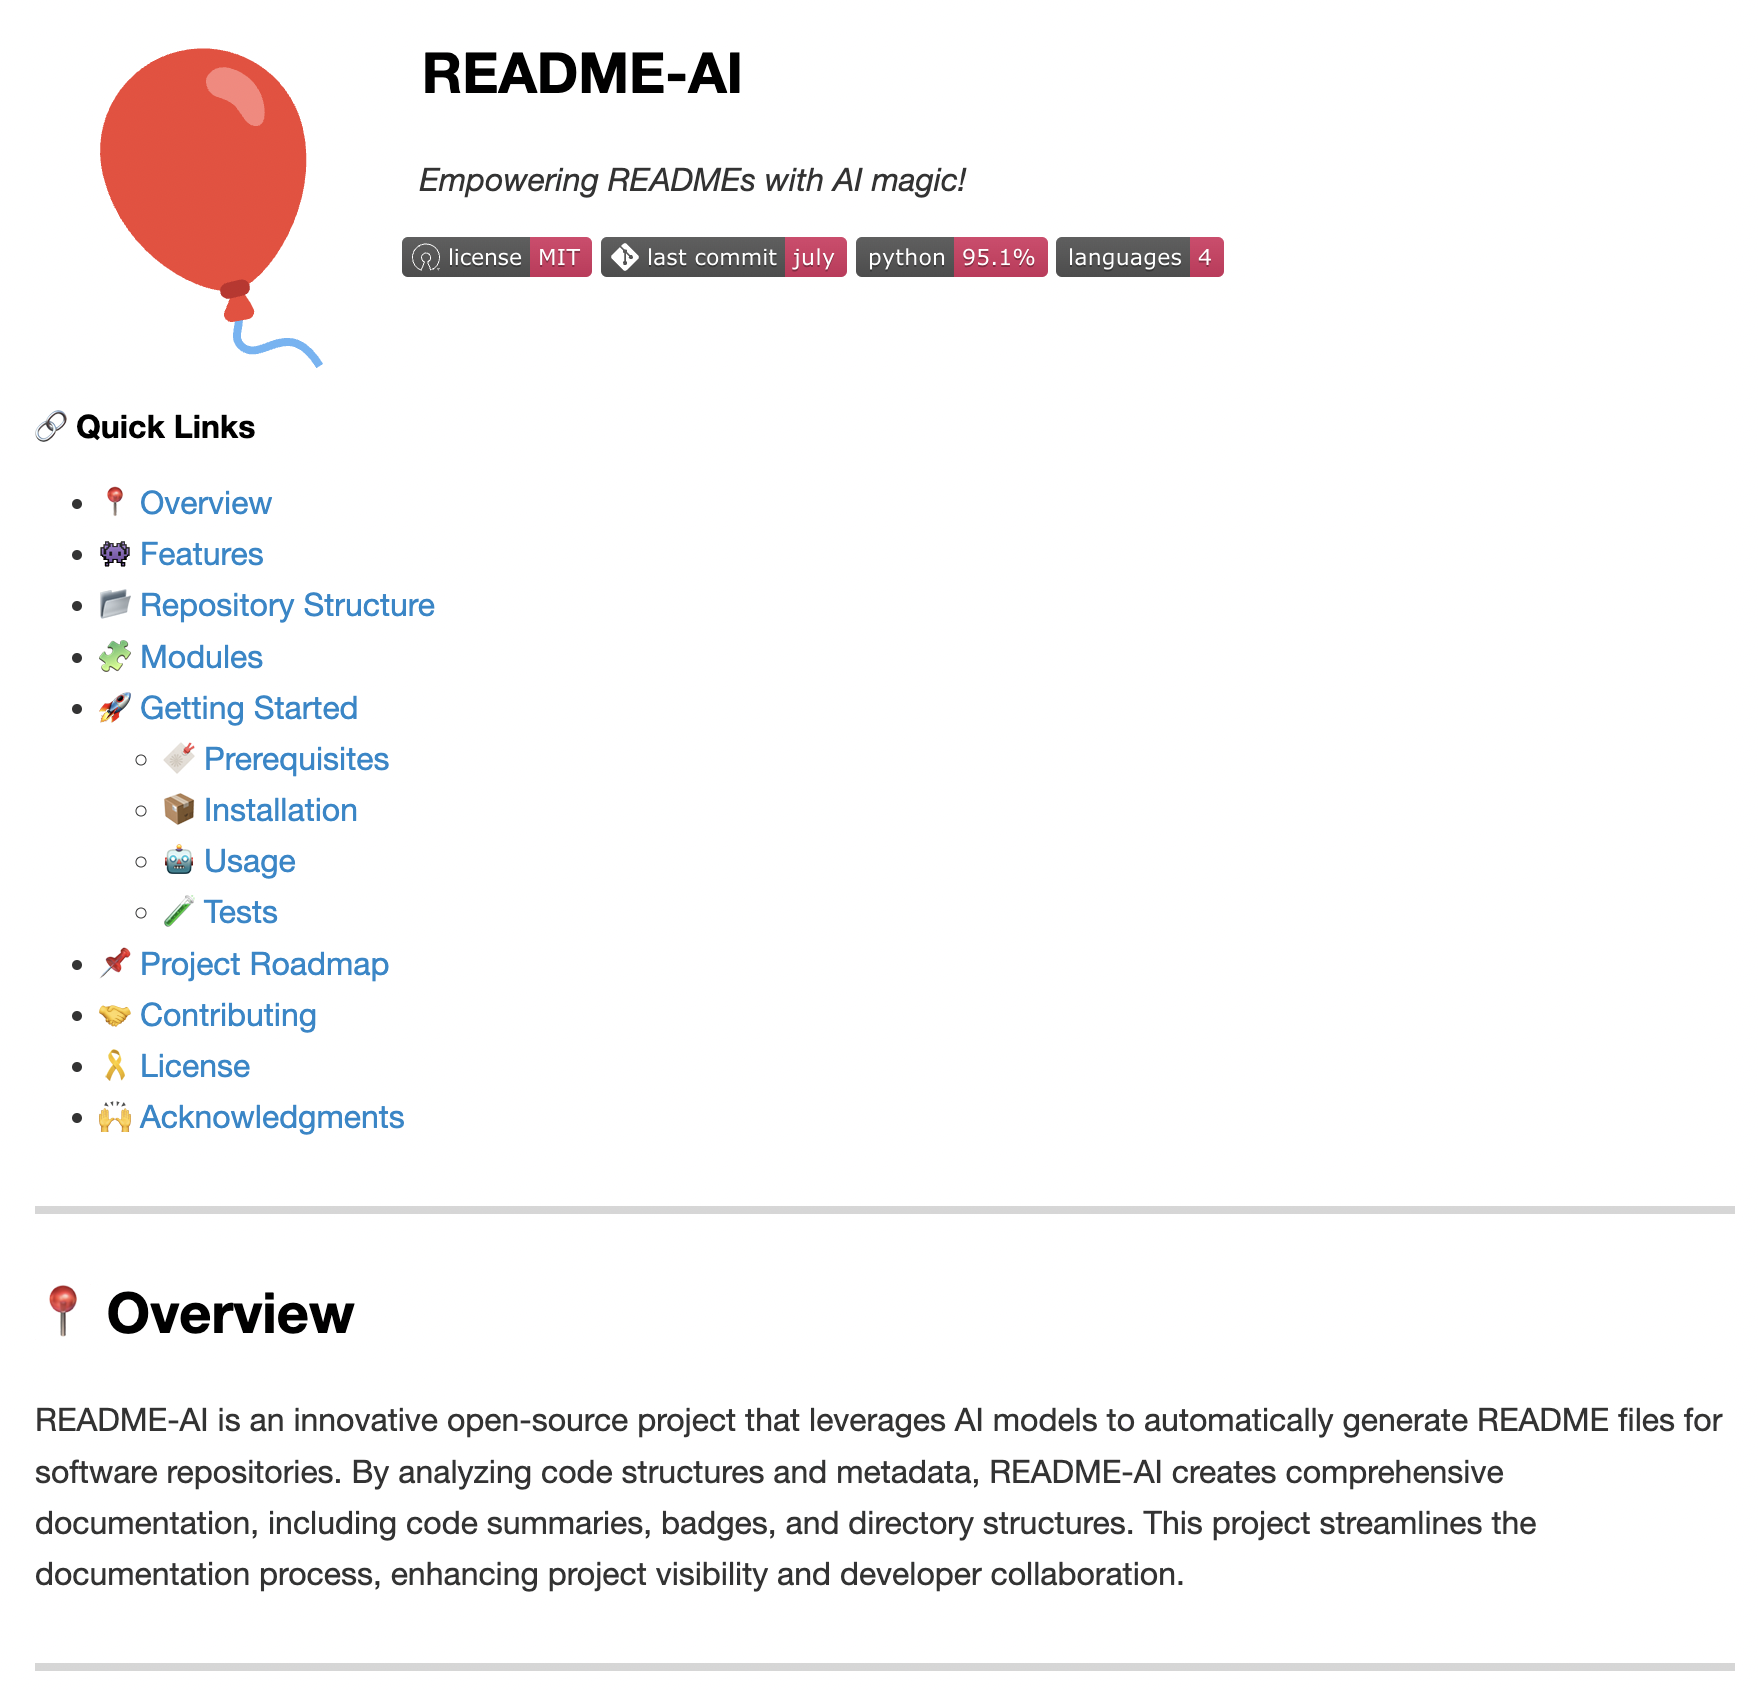 README-AI
Empowering READMEs with AI magic!
license MIT last commit july python 95.1% languages 4
🔗 Quick Links
📍 Overview
👾 Features
📂 Repository Structure
🧩 Modules
🚀 Getting Started
🔖 Prerequisites
📦 Installation
🤖 Usage
🧪 Tests
📌 Project Roadmap
🤝 Contributing
🎗 License
🙌 Acknowledgments
📍 Overview
README-AI is an innovative open-source project that leverages AI models to automatically generate README files for
software repositories. By analyzing code structures and metadata, README-AI creates comprehensive
documentation, including code summaries, badges, and directory structures. This project streamlines the
documentation process, enhancing project visibility and developer collaboration.